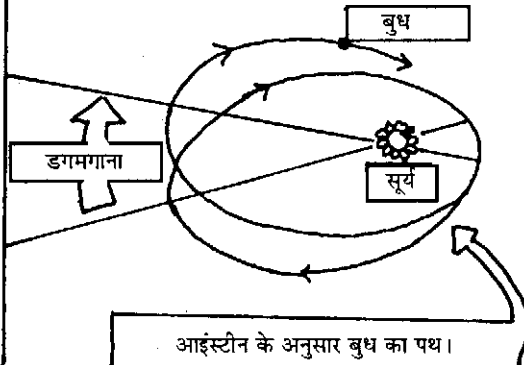 बुध
डगमगाना
सूर्य
आइंस्टीन के अनुसार बुध का पथ।